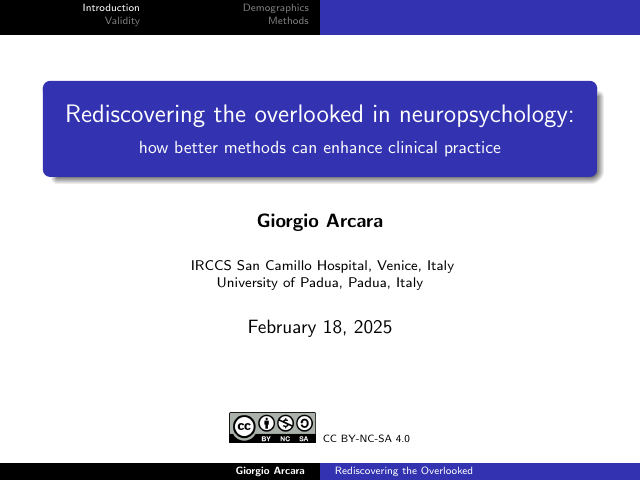 Introduction
Validity
Demographics
Methods
Rediscovering the overlooked in neuropsychology:
how better methods can enhance clinical practice
Giorgio Arcara
IRCCS San Camillo Hospital, Venice, Italy
University of Padua, Padua, Italy
February 18, 2025
cc BY NC SA
CC BY-NC-SA 4.0
Giorgio Arcara
Rediscovering the Overlooked